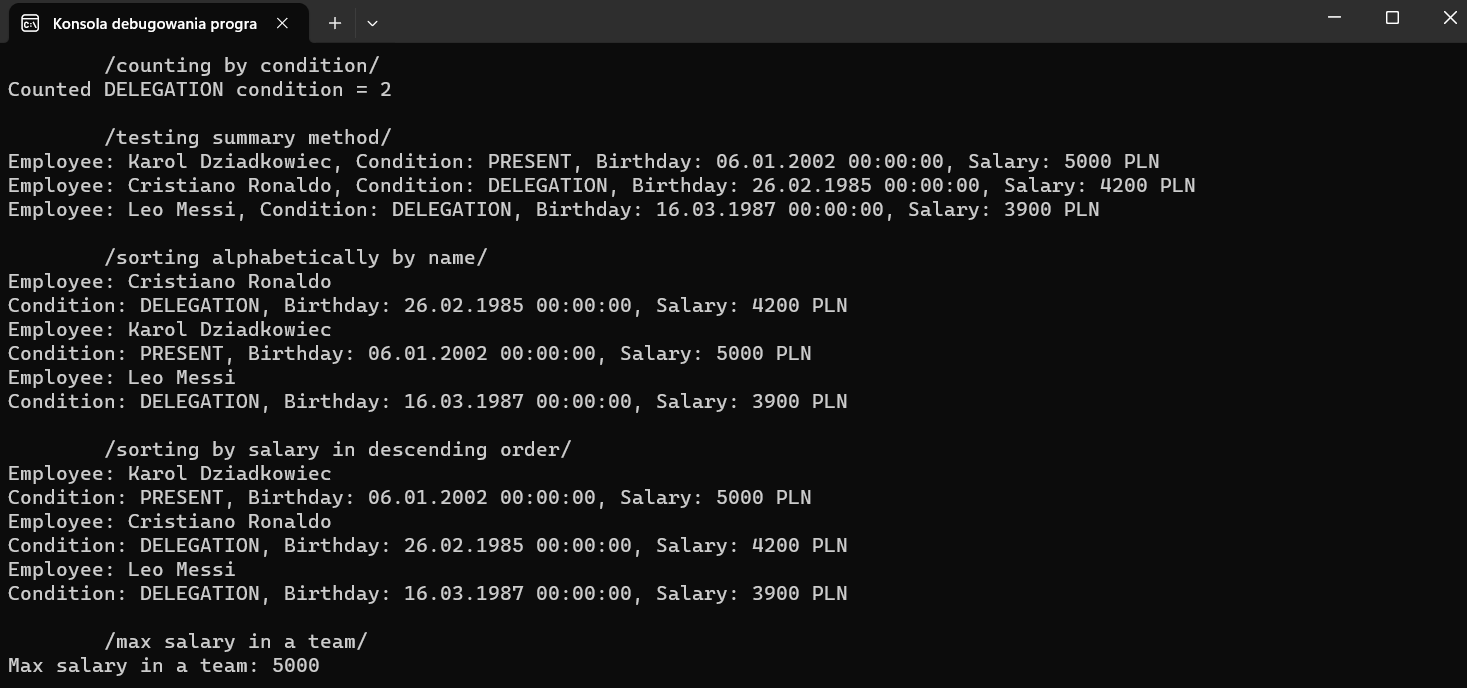 Konsola debugowania progra
/counting by condition/
Counted DELEGATION condition = 2
/testing summary method/
Employee: Karol Dziadkowiec, Condition: PRESENT, Birthday: 06.01.2002 00:00:00, Salary: 5000 PLN
Employee: Cristiano Ronaldo, Condition: DELEGATION, Birthday: 26.02.1985 00:00:00, Salary: 4200 PLN
Employee: Leo Messi, Condition: DELEGATION, Birthday: 16.03.1987 00:00:00, Salary: 3900 PLN
/sorting alphabetically by name/
Employee: Cristiano Ronaldo
Condition: DELEGATION, Birthday: 26.02.1985 00:00:00, Salary: 4200 PLN
Employee: Karol Dziadkowiec
Condition: PRESENT, Birthday: 06.01.2002 00:00:00, Salary: 5000 PLN
Employee: Leo Messi
Condition: DELEGATION, Birthday: 16.03.1987 00:00:00, Salary: 3900 PLN
/sorting by salary in descending order/
Employee: Karol Dziadkowiec
Condition: PRESENT, Birthday: 06.01.2002 00:00:00, Salary: 5000 PLN
Employee: Cristiano Ronaldo
Condition: DELEGATION, Birthday: 26.02.1985 00:00:00, Salary: 4200 PLN
Employee: Leo Messi
Condition: DELEGATION, Birthday: 16.03.1987 00:00:00, Salary: 3900 PLN
/max salary in a team/
Max salary in a team: 5000